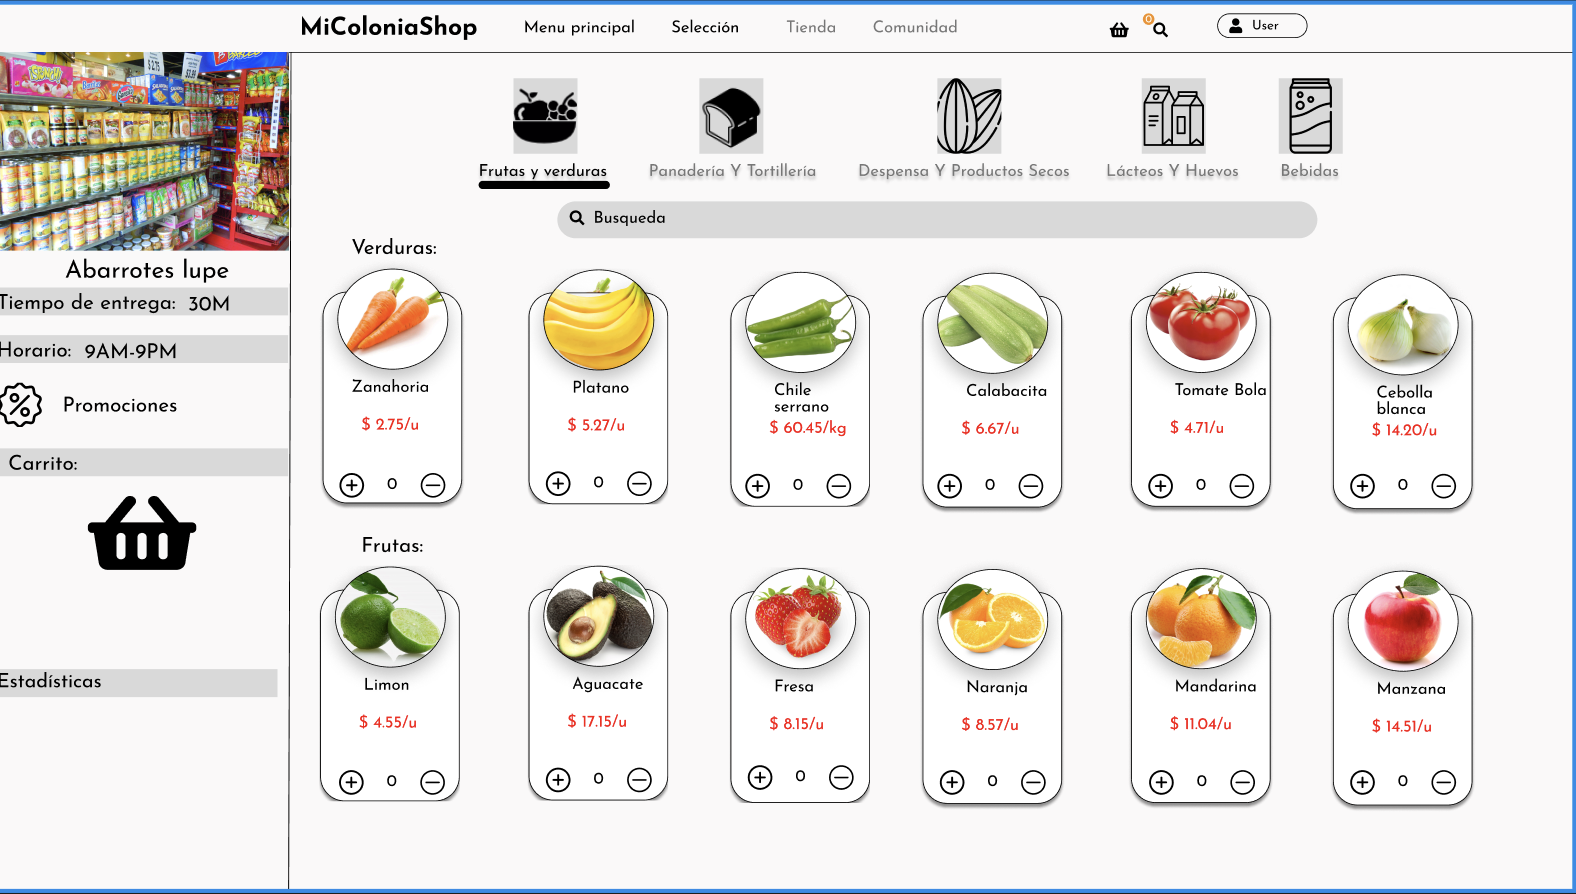 MiColoniaShop
Menu principal
Selección
Tienda
Comunidad
0
User
$2.75
$3.89
Frutas y verduras
Panadería Y Tortillería
Despensa Y Productos Secos
Lácteos Y Huevos
Bebidas
Busqueda
Abarrotes lupe
Tiempo de entrega: 30M
Horario: 9AM-9PM
Promociones
Carrito:
Estadísticas
Verduras:
Zanahoria
$ 2.75/u
0
Platano
$ 5.27/u
0
Chile
serrano
$ 60.45/kg
0
Calabacita
$ 6.67/u
0
Tomate Bola
$ 4.71/u
0
Cebolla
blanca
$ 14.20/u
0
Frutas:
Limon
$ 4.55/u
0
Aguacate
$ 17.15/u
0
Fresa
$ 8.15/u
0
Naranja
$ 8.57/u
0
Mandarina
$ 11.04/u
0
Manzana
$ 14.51/u
0